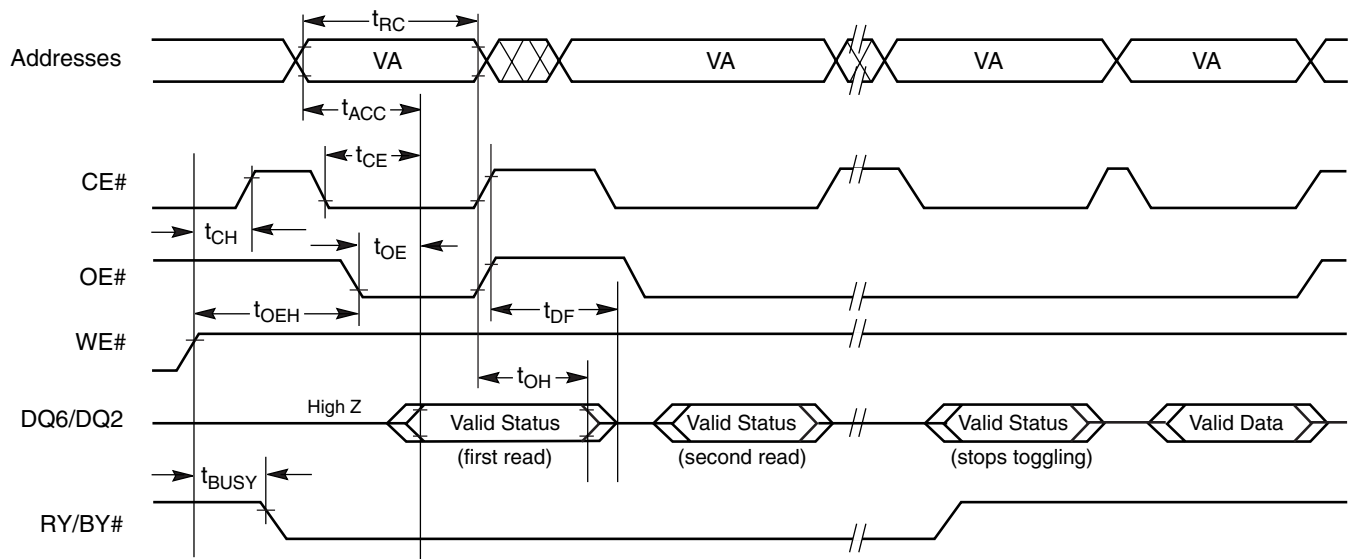 tRC
Addresses VA VA VA VA
tACC
tCE
CE#
tCH tOE
OE#
tOEH tDF
WE#
tOH
High Z
DQ6/DQ2 Valid Status Valid Status Valid Status Valid Data
(first read) (second read) (stops toggling)
tBUSY
RY/BY#